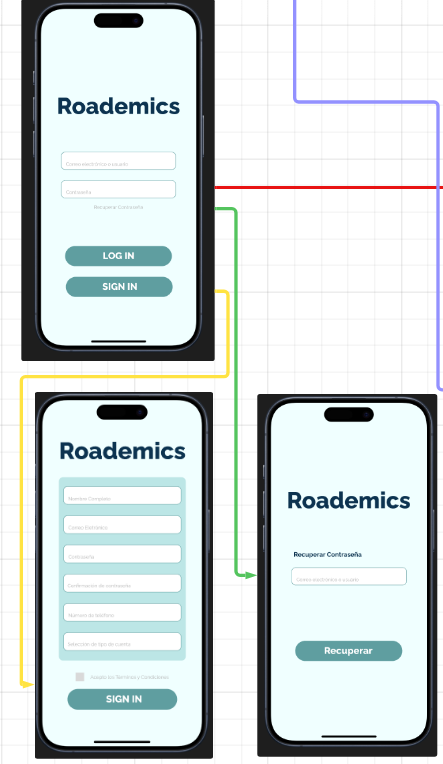 Roademics
Correo electrónico o usuario
Contraseña
Recuperar Contraseña
LOG IN
SIGN IN
Roademics
Nombre Completo
Correo Electrónico
Contraseña
Confirmación de contraseña
Número de teléfono
Selección de tipo de cuenta
Acepto los Términos y Condiciones
SIGN IN
Roademics
Recuperar Contraseña
Correo electrónico o usuario
Recuperar